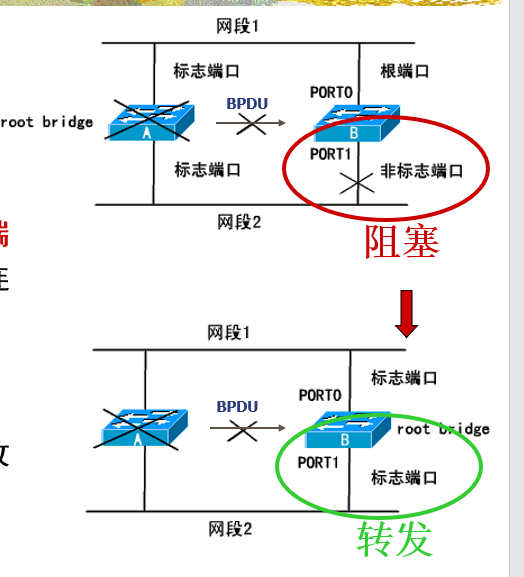 网段1
标志端口
根端口
PORT0
BPDU
root bridge
A
B
PORT1
标志端口
非标志端口
网段2
端
阻塞
网段1
标志端口
PORT0
BPDU
A
B
root bridge
PORT1
标志端口
网段2
转发